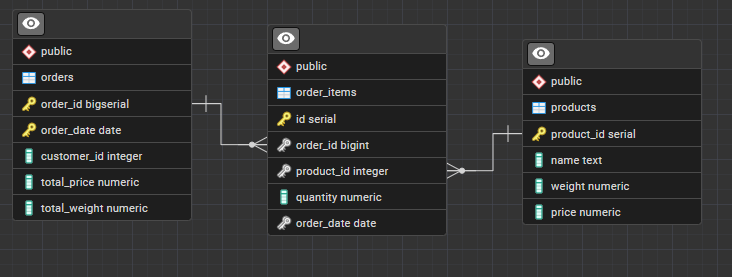 public
orders
order_id bigserial
order_date date
customer_id integer
total_price numeric
total_weight numeric
public
order_items
id serial
order_id bigint
product_id integer
quantity numeric
order_date date
public
products
product_id serial
name text
weight numeric
price numeric